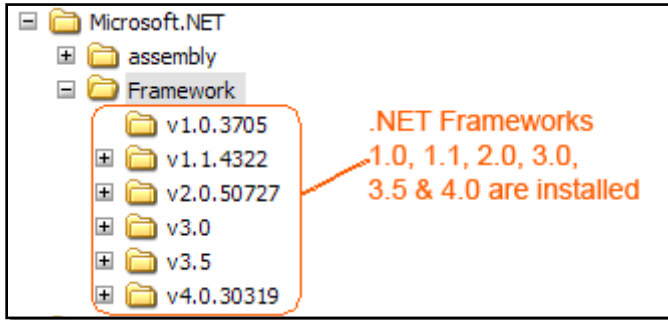 Microsoft.NET
assembly
Framework
v1.0.3705
v1.1.4322
v2.0.50727
v3.0
v3.5
v4.0.30319
.NET Frameworks
1.0, 1.1, 2.0, 3.0,
3.5 & 4.0 are installed